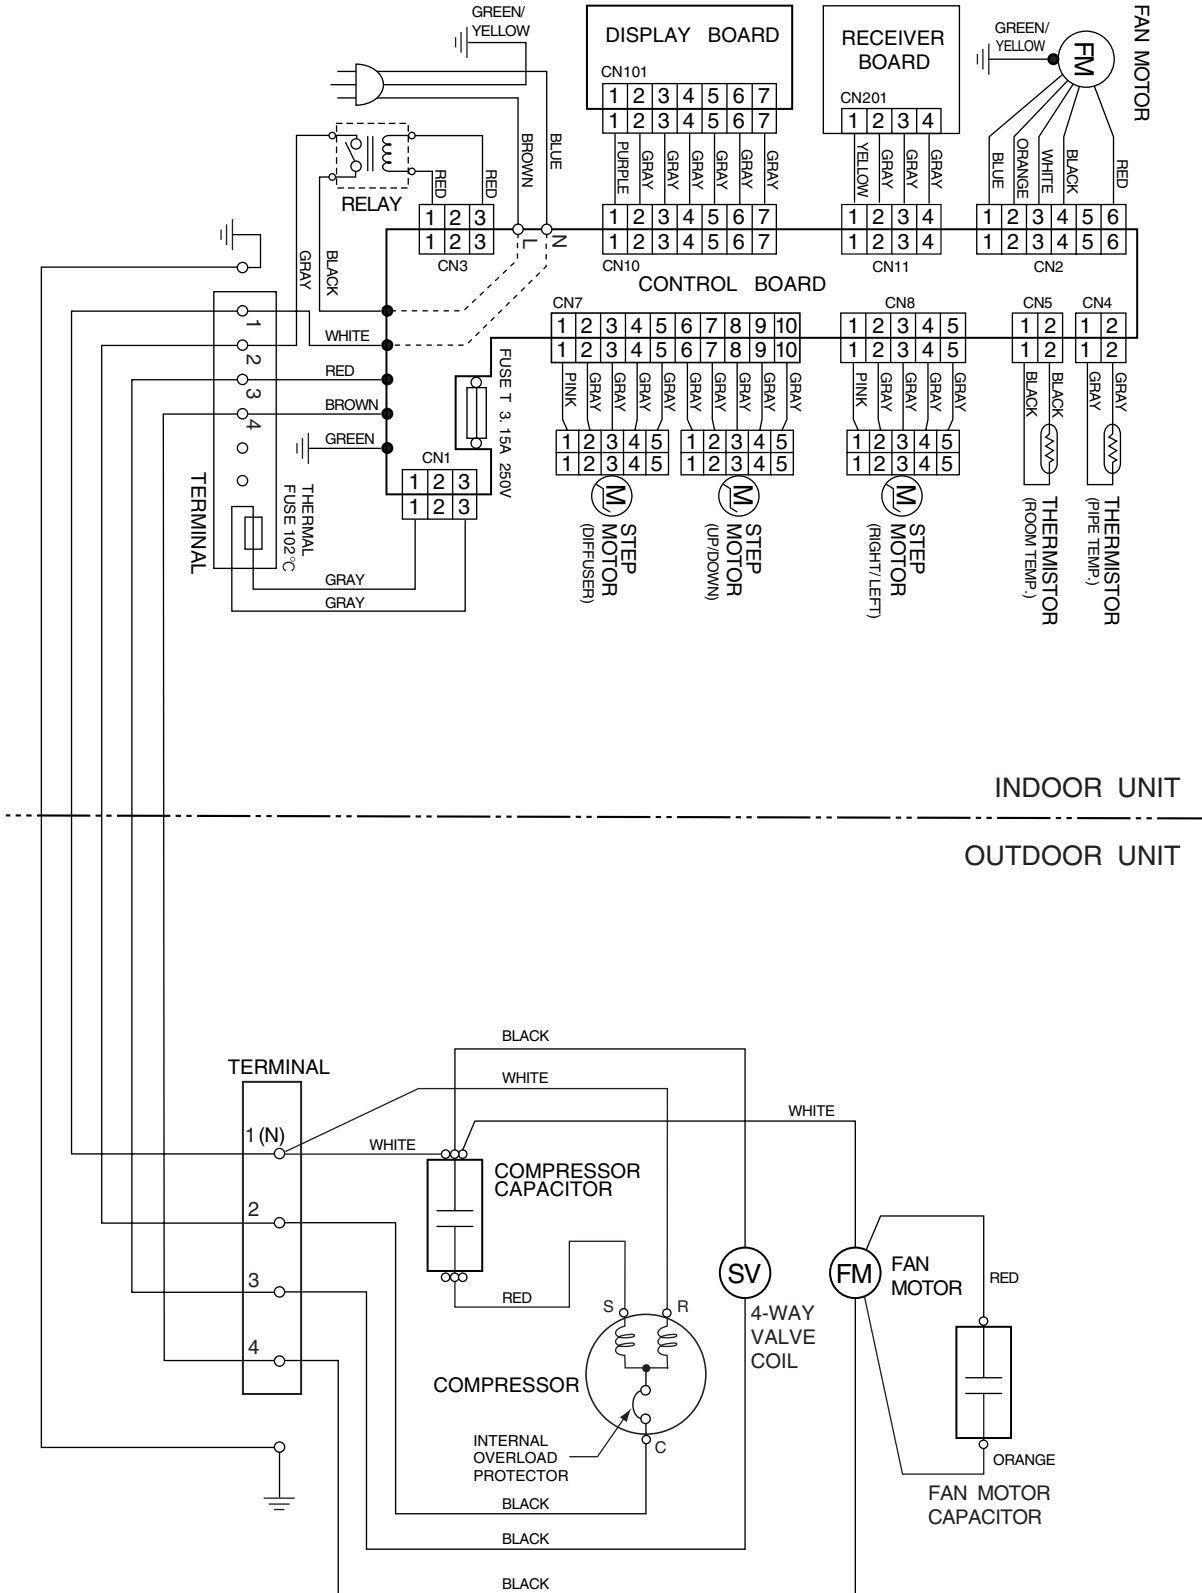 GREEN/
YELLOW
DISPLAY BOARD
CN101
1 2 3 4 5 6 7
1 2 3 4 5 6 7
PURPLE GRAY GRAY GRAY GRAY GRAY GRAY
1 2 3 4 5 6 7
1 2 3 4 5 6 7
CN10
RECEIVER
BOARD
CN201
1 2 3 4
YELLOW GRAY GRAY GRAY
1 2 3 4
1 2 3 4
CN11
GREEN/
YELLOW
FM
FAN MOTOR
BLUE ORANGE WHITE BLACK RED
1 2 3 4 5 6
1 2 3 4 5 6
CN2
BROWN
BLUE
RELAY
RED
RED
1 2 3
1 2 3
CN3
L
N
CONTROL BOARD
GRAY
BLACK
WHITE
RED
BROWN
GREEN
1
2
3
4
TERMINAL
THERMAL
FUSE 102°C
FUSE T 3.15A 250V
CN1
1 2 3
1 2 3
GRAY
GRAY
CN7
1 2 3 4 5 6 7 8 9 10
1 2 3 4 5 6 7 8 9 10
PINK GRAY GRAY GRAY GRAY GRAY GRAY GRAY GRAY GRAY
1 2 3 4 5
1 2 3 4 5
M
STEP
MOTOR
(DIFFUSER)
1 2 3 4 5
1 2 3 4 5
M
STEP
MOTOR
(UP/DOWN)
CN8
1 2 3 4 5
1 2 3 4 5
PINK GRAY GRAY GRAY GRAY
1 2 3 4 5
1 2 3 4 5
M
STEP
MOTOR
(RIGHT/LEFT)
CN5
1 2
1 2
BLACK BLACK
THERMISTOR
(ROOM TEMP.)
CN4
1 2
1 2
GRAY GRAY
THERMISTOR
(PIPE TEMP.)
INDOOR UNIT
OUTDOOR UNIT
BLACK
TERMINAL
WHITE
WHITE
1 (N)
WHITE
COMPRESSOR
CAPACITOR
2
3
4
RED
S
R
C
COMPRESSOR
INTERNAL
OVERLOAD
PROTECTOR
SV
4-WAY
VALVE
COIL
FM
FAN
MOTOR
RED
ORANGE
FAN MOTOR
CAPACITOR
BLACK
BLACK
BLACK